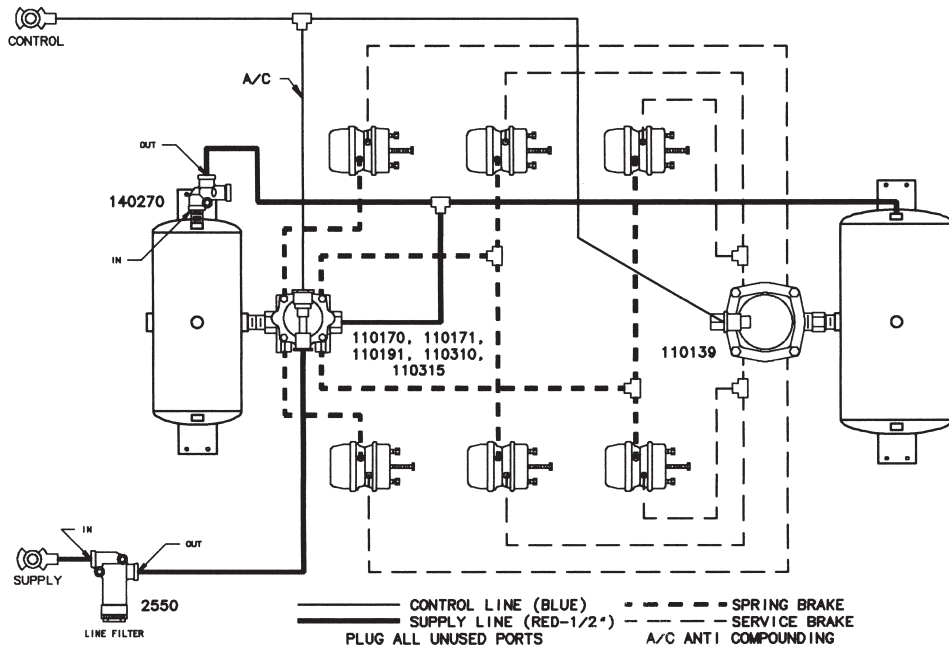 CONTROL
A/C
OUT
140270
IN
110170, 110171,
110191, 110310,
110315
110139
IN
OUT
SUPPLY
2550
LINE FILTER
CONTROL LINE (BLUE)
SUPPLY LINE (RED-1/2")
PLUG ALL UNUSED PORTS
SPRING BRAKE
SERVICE BRAKE
A/C ANTI COMPOUNDING